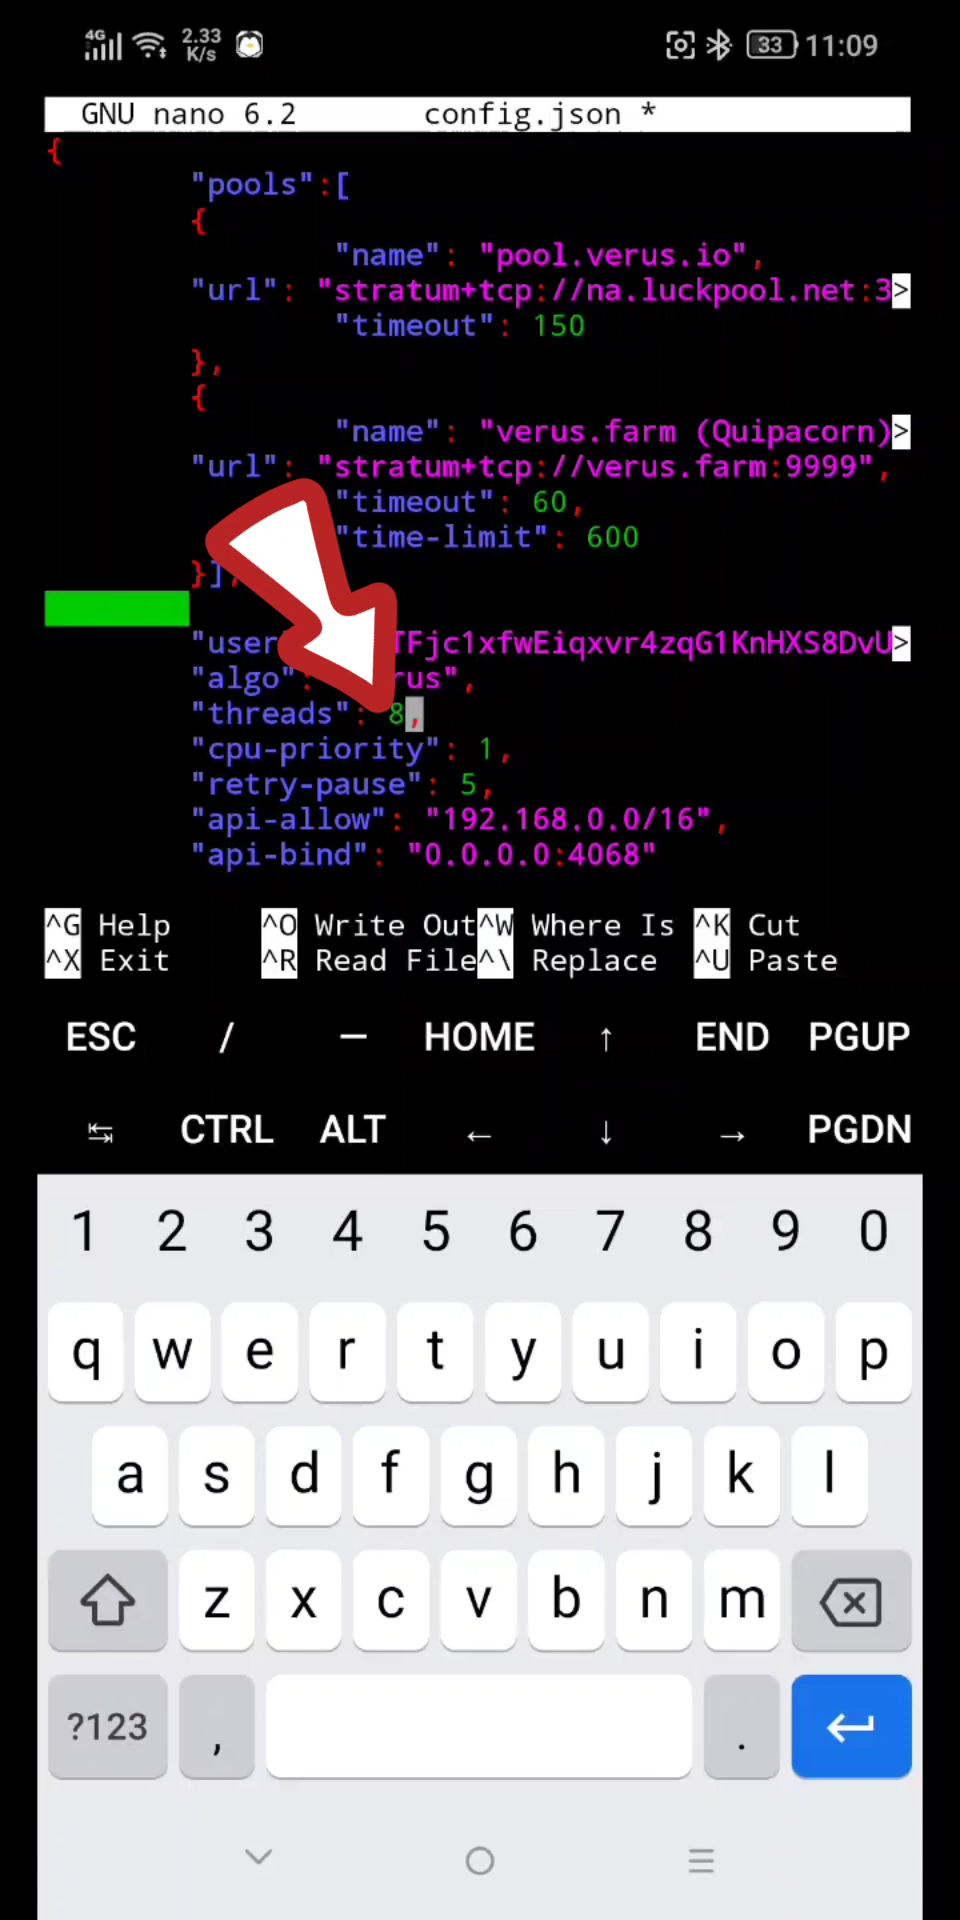 4G 2.33 K/s 33 11:09
GNU nano 6.2 config.json *
{
"pools":[
{
"name": "pool.verus.io",
"url": "stratum+tcp://na.luckpool.net:3>
"timeout": 150
},
{
"name": "verus.farm (Quipacorn)>
"url": "stratum+tcp://verus.farm:9999",
"timeout": 60,
"time-limit": 600
}],
"user TFjc1xfwEiqxvr4zqG1KnHXS8DvU>
"algo": rus",
"threads": 8,
"cpu-priority": 1,
"retry-pause": 5,
"api-allow": "192.168.0.0/16",
"api-bind": "0.0.0.0:4068"
^G Help ^O Write Out ^W Where Is ^K Cut
^X Exit ^R Read File ^\ Replace ^U Paste
ESC / — HOME ↑ END PGUP
↹ CTRL ALT ← ↓ → PGDN
1 2 3 4 5 6 7 8 9 0
q w e r t y u i o p
a s d f g h j k l
z x c v b n m
?123 , .